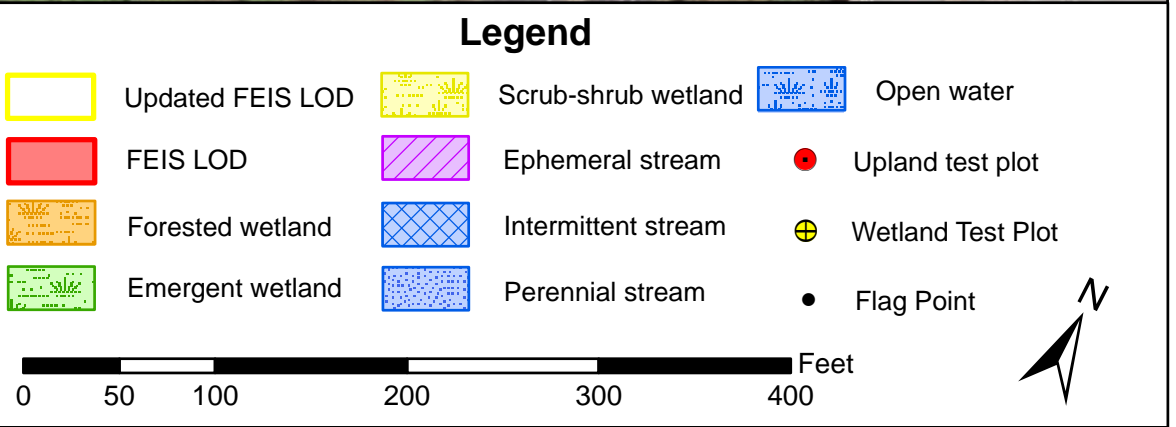 Legend
Updated FEIS LOD
FEIS LOD
Forested wetland
Emergent wetland
Scrub-shrub wetland
Ephemeral stream
Intermittent stream
Perennial stream
Open water
Upland test plot
Wetland Test Plot
Flag Point
N
Feet
0 50 100 200 300 400